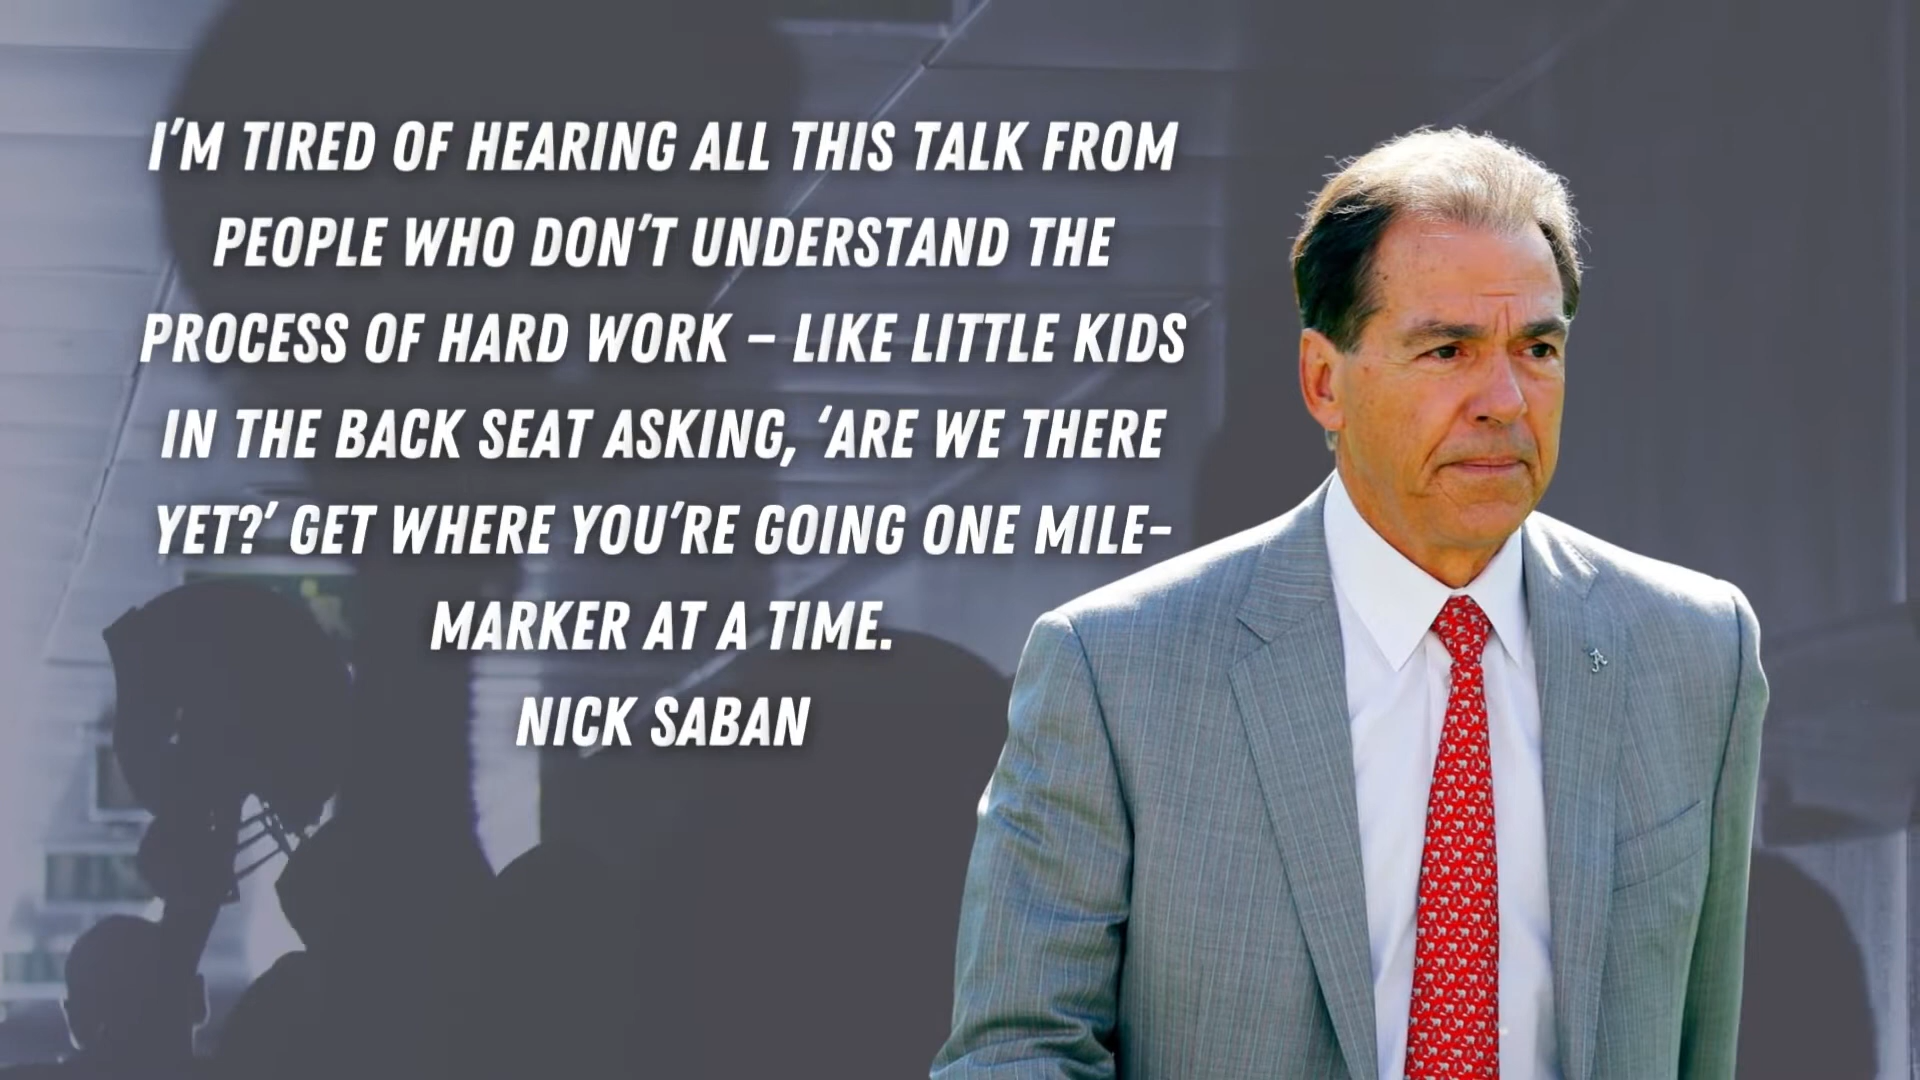 I'M TIRED OF HEARING ALL THIS TALK FROM
PEOPLE WHO DON'T UNDERSTAND THE
PROCESS OF HARD WORK – LIKE LITTLE KIDS
IN THE BACK SEAT ASKING, ‘ARE WE THERE
YET?’ GET WHERE YOU'RE GOING ONE MILE-
MARKER AT A TIME.
NICK SABAN
A